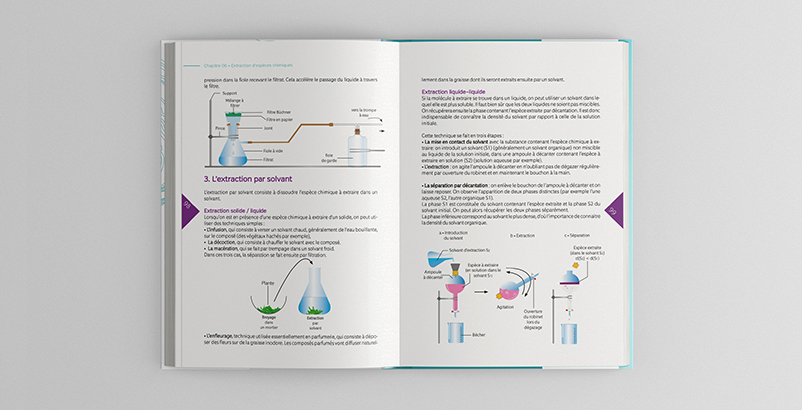 Chapitre 06 • Extraction d'espèces chimiques
pression dans la fiole recevant le filtrat. Cela accélère le passage du liquide à travers
le filtre.
Support
Mélange à
filtrer
Filtre Büchner
Filtre en papier
Joint
Pince
Fiole à vide
Filtrat
vers la trompe
à eau
fiole
de garde
3. L'extraction par solvant
L'extraction par solvant consiste à dissoudre l'espèce chimique à extraire dans un
solvant.
Extraction solide / liquide
Lorsqu'on est en présence d'une espèce chimique à extraire d'un solide, on peut uti-
liser des techniques simples :
• L'infusion, qui consiste à verser un solvant chaud, généralement de l'eau bouillante,
sur le composé (des végétaux hachés par exemple),
• La décoction, qui consiste à chauffer le solvant avec le composé.
• La macération, qui se fait par trempage dans un solvant froid.
Dans ces trois cas, la séparation se fait ensuite par filtration.
Plante
Broyage
dans
un mortier
Extraction
par
solvant
• L'enfleurage, technique utilisée essentiellement en parfumerie, qui consiste à dépo-
ser des fleurs sur de la graisse inodore. Les composés parfumés vont diffuser naturel-
98
lement dans la graisse dont ils seront extraits ensuite par un solvant.
Extraction liquide-liquide
Si la molécule à extraire se trouve dans un liquide, on peut utiliser un solvant dans le-
quel elle est plus soluble. Il faut bien sûr que les deux liquides ne soient pas miscibles.
On récupérera ensuite la phase contenant l'espèce extraite par décantation. Il est donc
indispensable de connaître la densité du solvant par rapport à celle de la solution
initiale.
Cette technique se fait en trois étapes :
• La mise en contact du solvant avec la substance contenant l'espèce chimique à ex-
traire: on introduit un solvant (S1) (généralement un solvant organique) non miscible
au liquide de la solution initiale, dans une ampoule à décanter contenant l'espèce à
extraire en solution (S2) (solution aqueuse par exemple).
• L'extraction : on agite l'ampoule à décanter en n'oubliant pas de dégazer régulière-
ment par ouverture du robinet et en maintenant le bouchon à la main.
• La séparation par décantation : on enlève le bouchon de l'ampoule à décanter et on
laisse reposer. On observe l'apparition de deux phases distinctes (par exemple l'une
aqueuse S2, l'autre organique S1).
La phase S1 est constituée du solvant contenant l'espèce extraite et la phase S2 du
solvant initial. On peut alors récupérer les deux phases séparément.
La phase inférieure correspond au solvant le plus dense, d'où l'importance de connaître
la densité du solvant organique.
a • Introduction
du solvant
b • Extraction
c • Séparation
Solvant d'extraction S₂
Ampoule
à décanter
Espèce à extraire
(en solution dans le
solvant S₁)
Agitation
Ouverture
du robinet
lors du
dégazage
Espèce extraite
(dans le solvant S₂)
d(S₂) < d(S₁)
Bécher
99